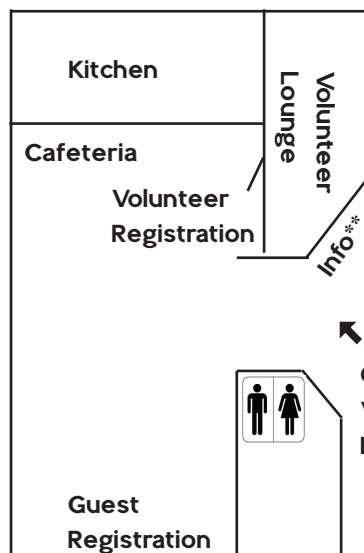 Kitchen
Volunteer
Lounge
Cafeteria
Volunteer
Registration
Info**
Guest
Registration